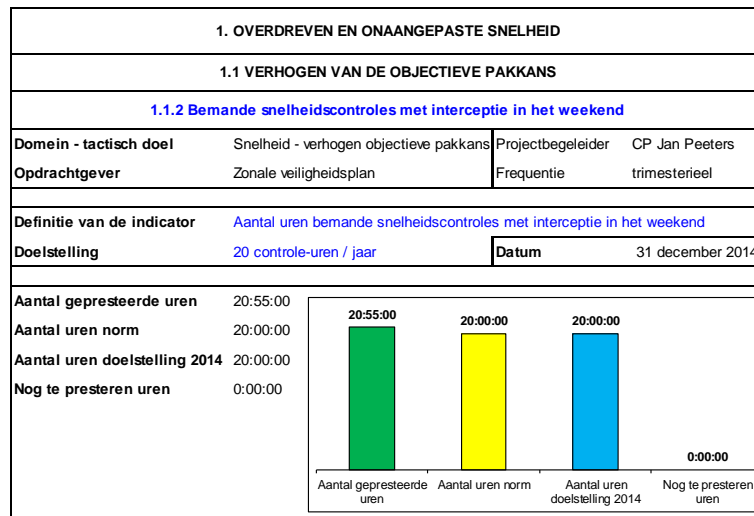 1. OVERDREVEN EN ONAANGEPASTE SNELHEID
1.1 VERHOGEN VAN DE OBJECTIEVE PAKKANS
1.1.2 Bemande snelheidscontroles met interceptie in het weekend
Domein - tactisch doel Snelheid - verhogen objectieve pakkans Projectbegeleider CP Jan Peeters
Opdrachtgever Zonale veiligheidsplan Frequentie trimesterieel
Definitie van de indicator Aantal uren bemande snelheidscontroles met interceptie in het weekend
Doelstelling 20 controle-uren / jaar Datum 31 december 2014
Aantal gepresteerde uren 20:55:00
Aantal uren norm 20:00:00
Aantal uren doelstelling 2014 20:00:00
Nog te presteren uren 0:00:00
20:55:00
20:00:00
20:00:00
0:00:00
Aantal gepresteerde
uren
Aantal uren norm
Aantal uren
doelstelling 2014
Nog te presteren
uren